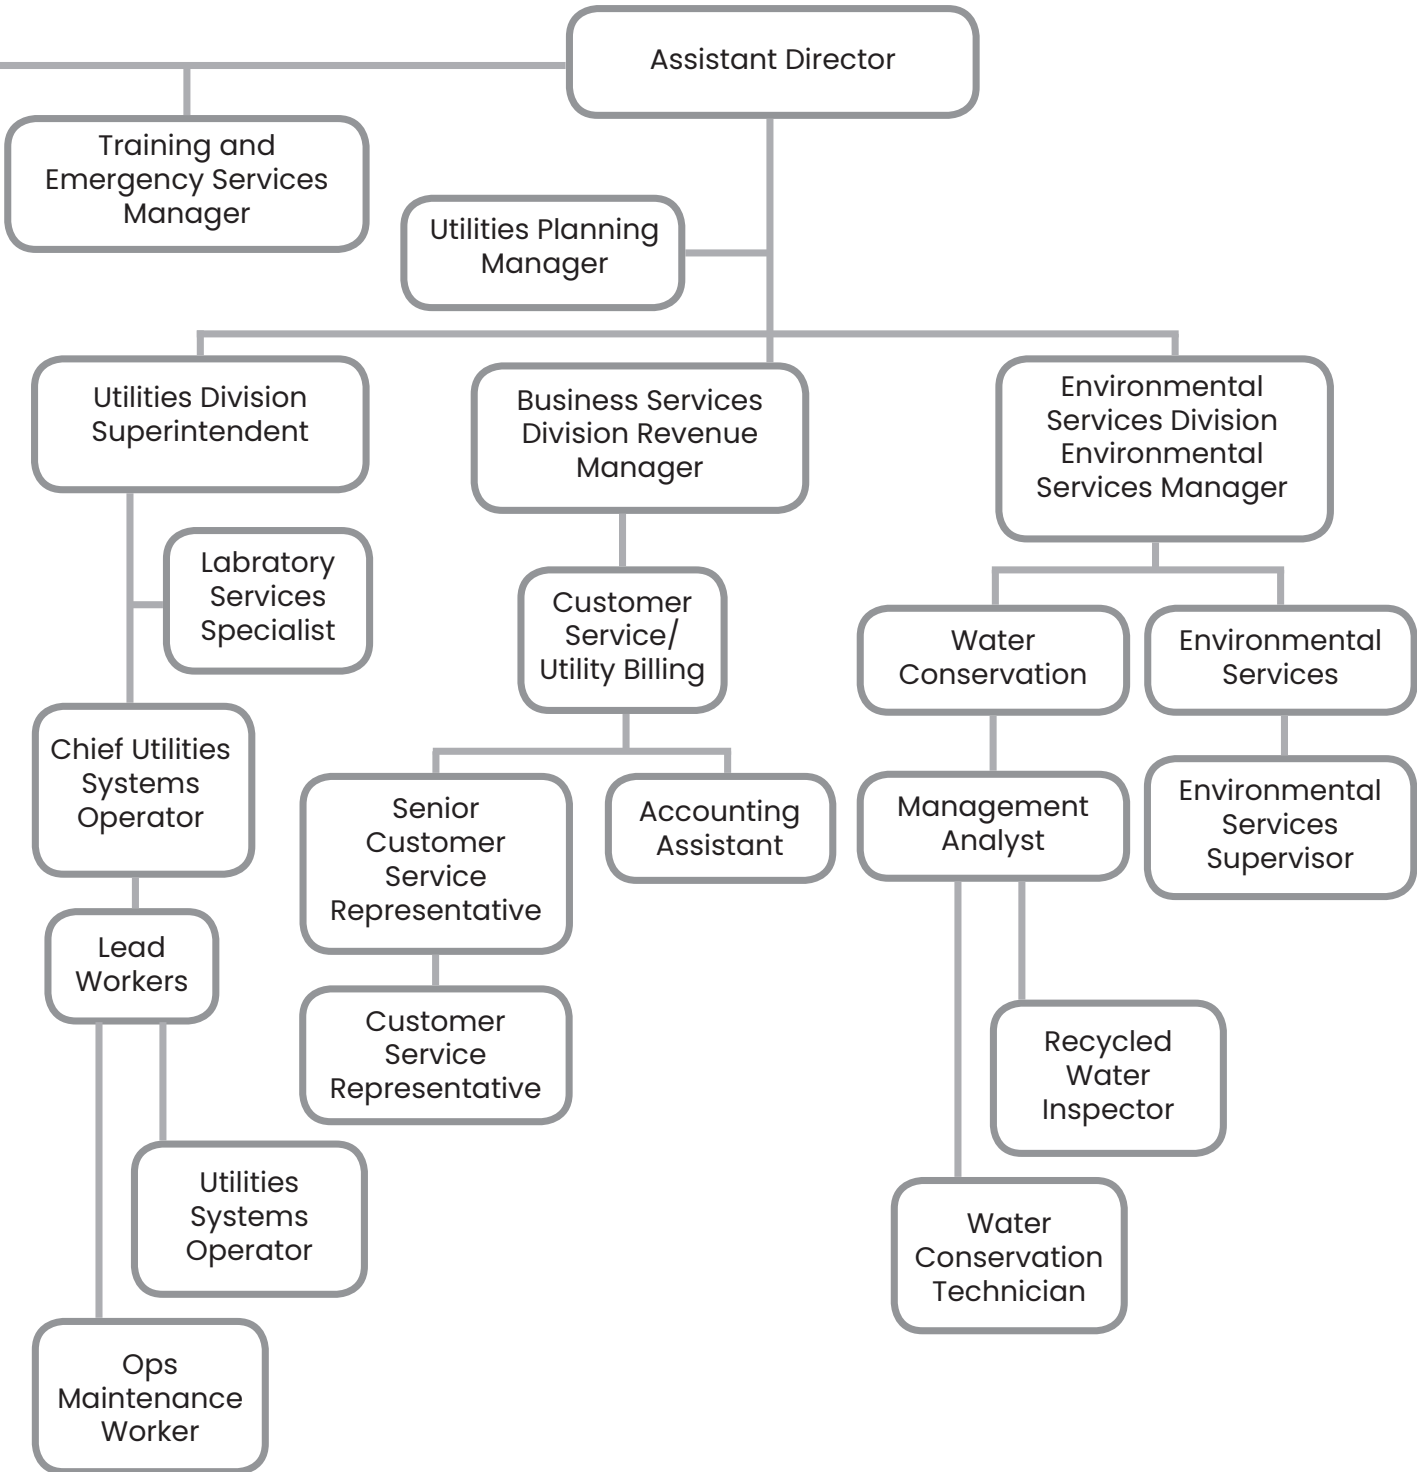 Assistant Director
Training and
Emergency Services
Manager
Utilities Planning
Manager
Utilities Division
Superintendent
Business Services
Division Revenue
Manager
Environmental
Services Division
Environmental
Services Manager
Labratory
Services
Specialist
Customer
Service/
Utility Billing
Water
Conservation
Environmental
Services
Chief Utilities
Systems
Operator
Senior
Customer
Service
Representative
Accounting
Assistant
Management
Analyst
Environmental
Services
Supervisor
Lead
Workers
Customer
Service
Representative
Recycled
Water
Inspector
Utilities
Systems
Operator
Water
Conservation
Technician
Ops
Maintenance
Worker